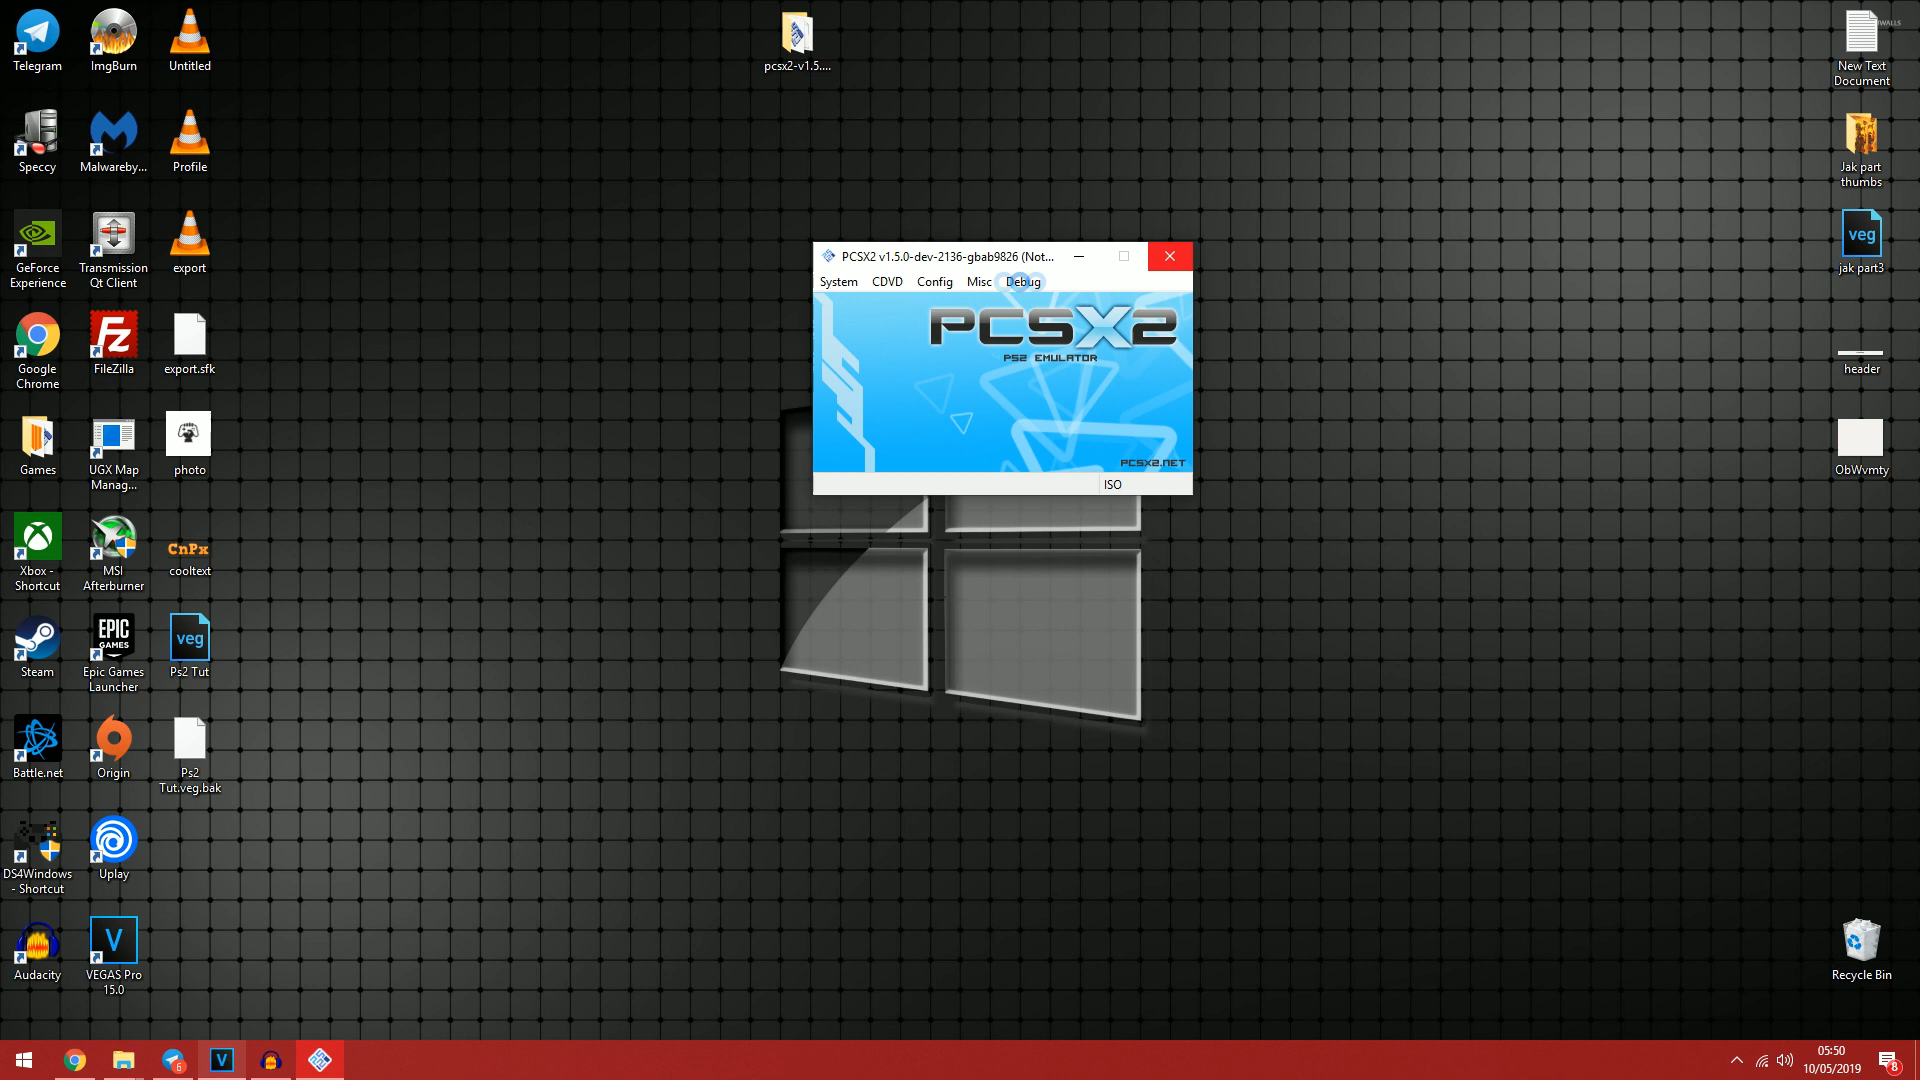 Telegram
ImgBurn
Untitled
pcsx2-v1.5....
WALLS
New Text
Document
Speccy
Malwareby...
Profile
Jak part
thumbs
GeForce
Experience
Transmission
Qt Client
export
veg
jak part3
PCSX2 v1.5.0-dev-2136-gbab9826 (Not...
System
CDVD
Config
Misc
Debug
PCSX2
PS2 EMULATOR
PCSX2.NET
ISO
Google
Chrome
FileZilla
export.sfk
header
Games
UGX Map
Manag...
photo
ObWvmty
Xbox -
Shortcut
MSI
Afterburner
CnPx
cooltext
Steam
EPIC
GAMES
Epic Games
Launcher
veg
Ps2 Tut
Battle.net
Origin
Ps2
Tut.veg.bak
DS4Windows
- Shortcut
Uplay
Audacity
V
VEGAS Pro
15.0
Recycle Bin
6
V
05:50
10/05/2019
8